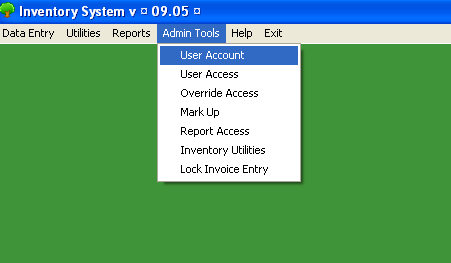 Inventory System v ¤ 09.05 ¤
Data Entry Utilities Reports Admin Tools Help Exit
User Account
User Access
Override Access
Mark Up
Report Access
Inventory Utilities
Lock Invoice Entry